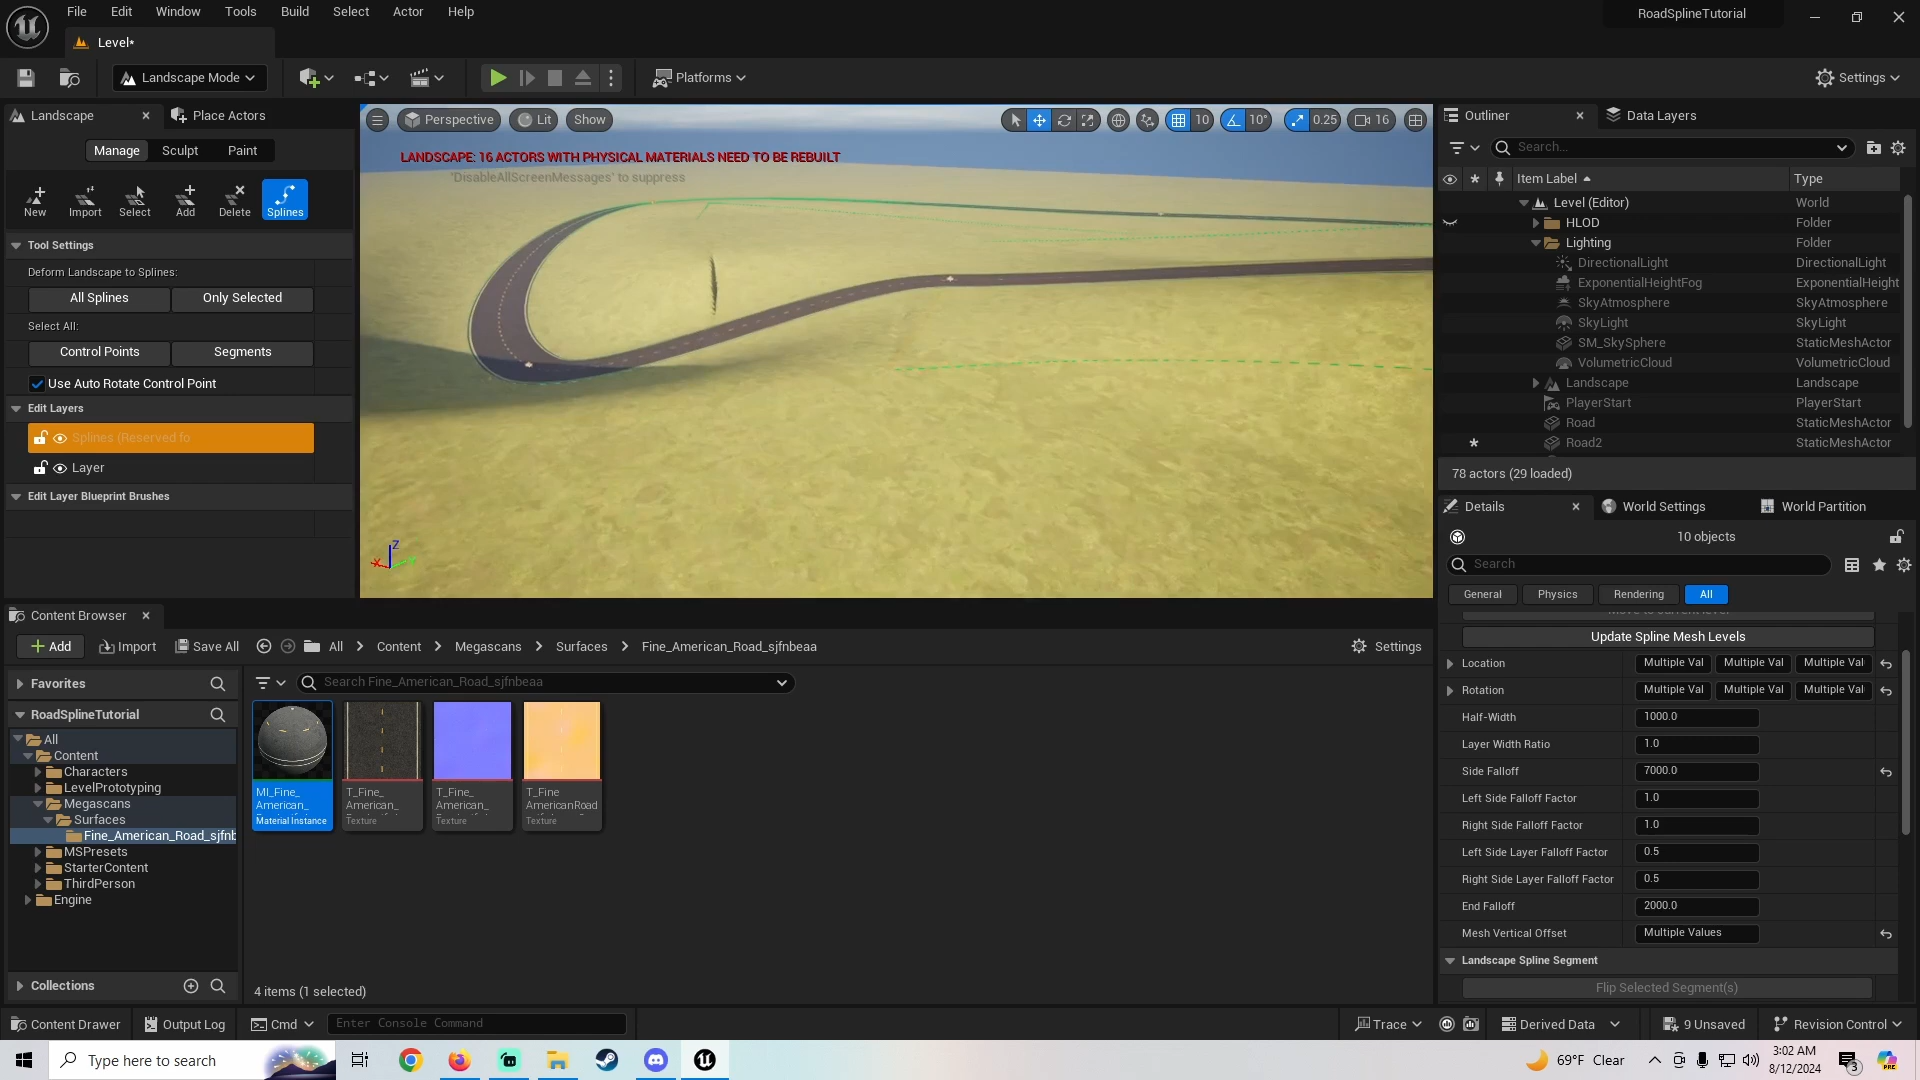 File Edit Window Tools Build Select Actor Help
RoadSplineTutorial
Level*
Landscape Mode
Platforms
Settings
Landscape
Place Actors
Manage Sculpt Paint
New Import Select Add Delete Splines
Tool Settings
Deform Landscape to Splines:
All Splines Only Selected
Select All:
Control Points Segments
Use Auto Rotate Control Point
Edit Layers
Splines (Reserved fo
Layer
Edit Layer Blueprint Brushes
Perspective Lit Show
10 10° 0.25 16
LANDSCAPE: 16 ACTORS WITH PHYSICAL MATERIALS NEED TO BE REBUILT
'DisableAllScreenMessages' to suppress
Z
X
Outliner
Data Layers
Search...
Item Label Type
Level (Editor) World
HLOD Folder
Lighting Folder
DirectionalLight DirectionalLight
ExponentialHeightFog ExponentialHeight
SkyAtmosphere SkyAtmosphere
SkyLight SkyLight
SM_SkySphere StaticMeshActor
VolumetricCloud VolumetricCloud
Landscape Landscape
PlayerStart PlayerStart
Road StaticMeshActor
Road2 StaticMeshActor
78 actors (29 loaded)
Details World Settings World Partition
10 objects
Search
General Physics Rendering All
Update Spline Mesh Levels
Location Multiple Val Multiple Val Multiple Val
Rotation Multiple Val Multiple Val Multiple Val
Half-Width 1000.0
Layer Width Ratio 1.0
Side Falloff 7000.0
Left Side Falloff Factor 1.0
Right Side Falloff Factor 1.0
Left Side Layer Falloff Factor 0.5
Right Side Layer Falloff Factor 0.5
End Falloff 2000.0
Mesh Vertical Offset Multiple Values
Landscape Spline Segment
Flip Selected Segment(s)
Content Browser
Add Import Save All All Content Megascans Surfaces Fine_American_Road_sjfnbeaa Settings
Favorites
RoadSplineTutorial
All
Content
Characters
LevelPrototyping
Megascans
Surfaces
Fine_American_Road_sjfnb
MSPresets
StarterContent
ThirdPerson
Engine
Collections
Search Fine_American_Road_sjfnbeaa
MI_Fine_
American_
Material Instance
T_Fine_
American_
Texture
T_Fine_
American_
Texture
T_Fine
AmericanRoad
Texture
4 items (1 selected)
Content Drawer Output Log Cmd Enter Console Command Trace Derived Data 9 Unsaved Revision Control
Type here to search
69°F Clear
3:02 AM
8/12/2024
3
PRE